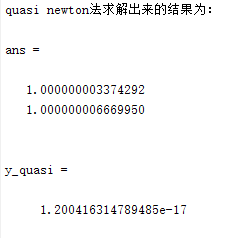 quasi newton法求解出来的结果为:
ans =
1.000000003374292
1.000000006669950
y_quasi =
1.200416314789485e-17